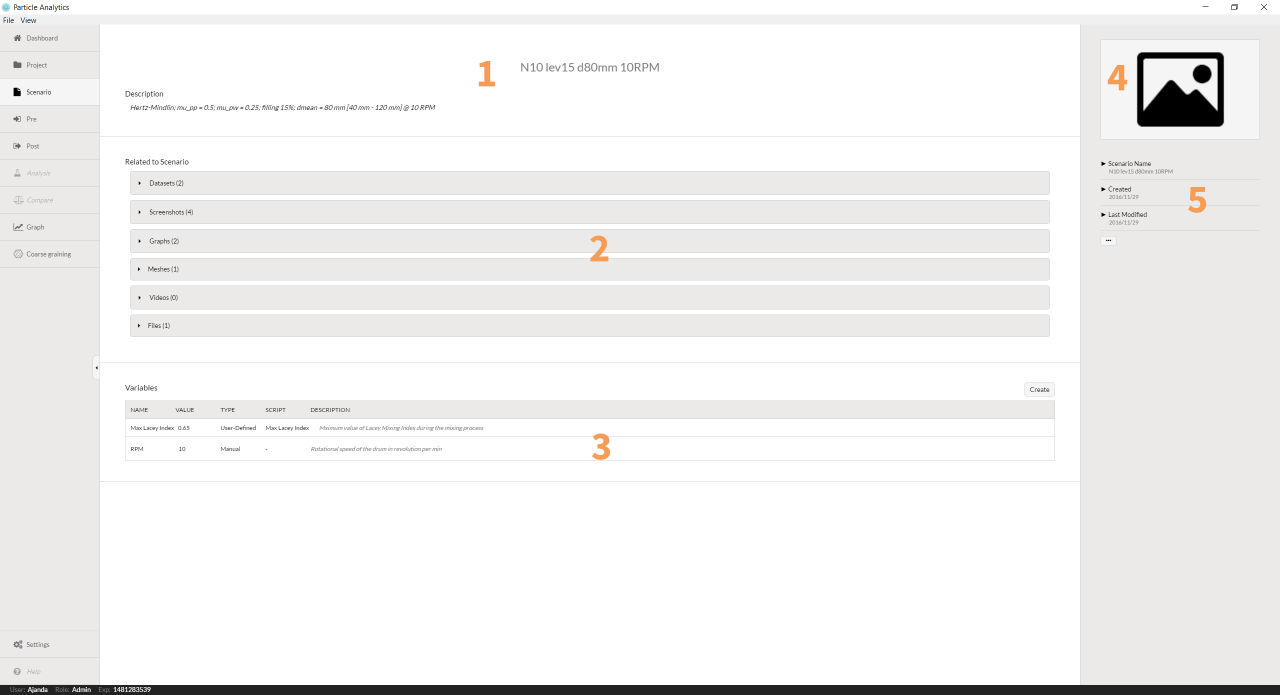 Particle Analytics
File View
Dashboard
Project
Scenario
Pre
Post
Analysis
Compare
Graph
Coarse graining
Settings
Help
1
N10 lev15 d80mm 10RPM
Description
Hertz-Mindlin; mu_pp = 0.5; mu_pw = 0.25; filling 15%; dmean = 80 mm [40 mm - 120 mm] @ 10 RPM
Related to Scenario
Datasets (2)
Screenshots (4)
Graphs (2)
2
Meshes (1)
Videos (0)
Files (1)
Variables
Create
NAME VALUE TYPE SCRIPT DESCRIPTION
Max Lacey Index 0.65 User-Defined Max Lacey Index Mximum value of Lacey Mixing Index during the mixing process
3
RPM 10 Manual - Rotational speed of the drum in revolution per min
4
Scenario Name
N10 lev15 d80mm 10RPM
Created
2016/11/29
5
Last Modified
2016/11/29
...
User: Ajanda Role: Admin Exp: 1481283539